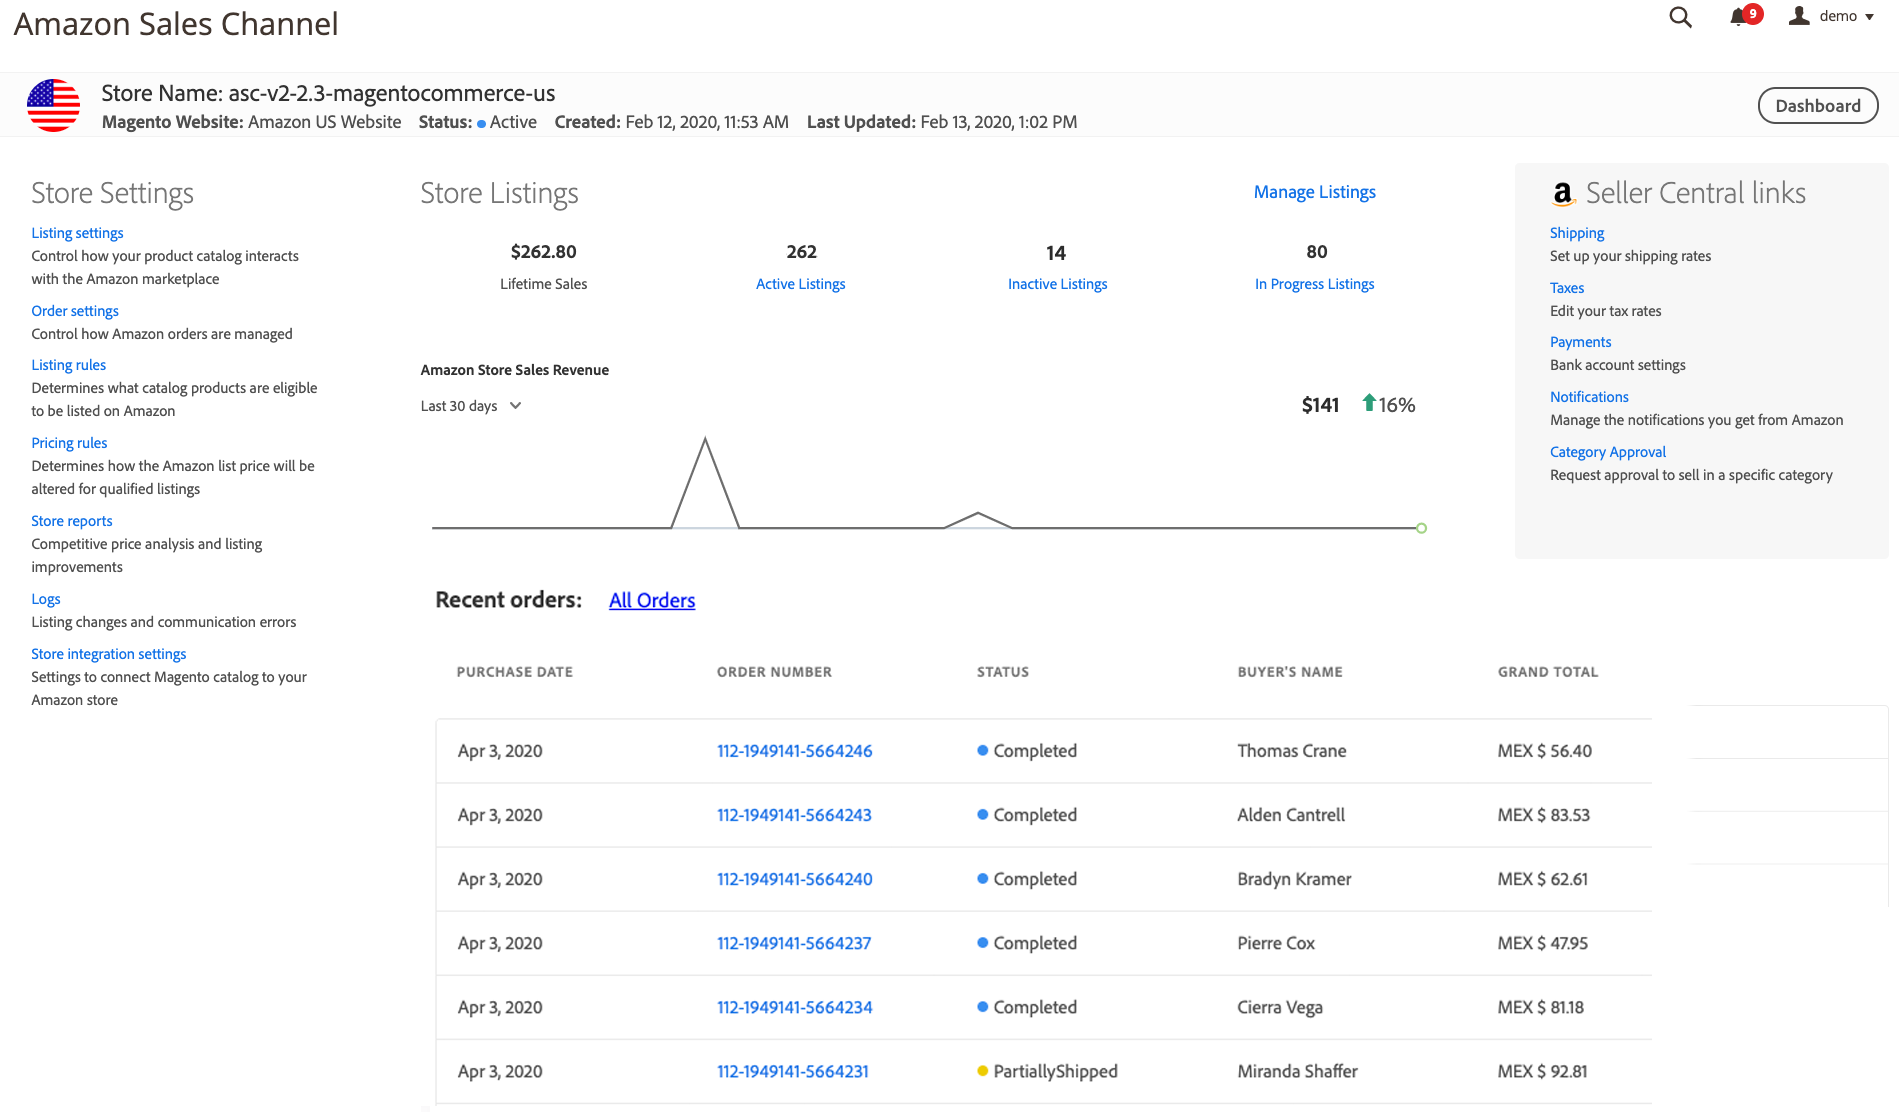 Amazon Sales Channel
9
demo
Store Name: asc-v2-2.3-magentocommerce-us
Magento Website: Amazon US Website Status: Active Created: Feb 12, 2020, 11:53 AM Last Updated: Feb 13, 2020, 1:02 PM
Dashboard
Store Settings
Listing settings
Control how your product catalog interacts
with the Amazon marketplace
Order settings
Control how Amazon orders are managed
Listing rules
Determines what catalog products are eligible
to be listed on Amazon
Pricing rules
Determines how the Amazon list price will be
altered for qualified listings
Store reports
Competitive price analysis and listing
improvements
Logs
Listing changes and communication errors
Store integration settings
Settings to connect Magento catalog to your
Amazon store
Store Listings
Manage Listings
$262.80 262 14 80
Lifetime Sales Active Listings Inactive Listings In Progress Listings
Amazon Store Sales Revenue
Last 30 days
$141 16%
a Seller Central links
Shipping
Set up your shipping rates
Taxes
Edit your tax rates
Payments
Bank account settings
Notifications
Manage the notifications you get from Amazon
Category Approval
Request approval to sell in a specific category
Recent orders: All Orders
PURCHASE DATE ORDER NUMBER STATUS BUYER'S NAME GRAND TOTAL
Apr 3, 2020 112-1949141-5664246 Completed Thomas Crane MEX $ 56.40
Apr 3, 2020 112-1949141-5664243 Completed Alden Cantrell MEX $ 83.53
Apr 3, 2020 112-1949141-5664240 Completed Bradyn Kramer MEX $ 62.61
Apr 3, 2020 112-1949141-5664237 Completed Pierre Cox MEX $ 47.95
Apr 3, 2020 112-1949141-5664234 Completed Cierra Vega MEX $ 81.18
Apr 3, 2020 112-1949141-5664231 PartiallyShipped Miranda Shaffer MEX $ 92.81